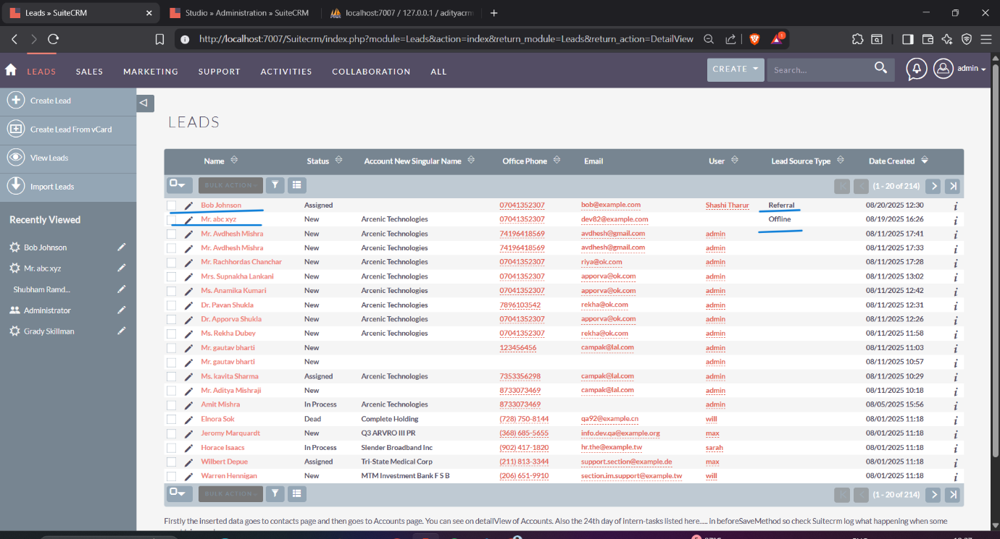 Leads » SuiteCRM
Studio » Administration » SuiteCRM
localhost:7007 / 127.0.0.1 / adityacrm
http://localhost:7007/Suitecrm/index.php?module=Leads&action=index&return_module=Leads&return_action=DetailView
1
LEADS SALES MARKETING SUPPORT ACTIVITIES COLLABORATION ALL
CREATE Search... admin
Create Lead
Create Lead From vCard
View Leads
Import Leads
Recently Viewed
Bob Johnson
Mr. abc xyz
Shubham Ramd...
Administrator
Grady Skillman
LEADS
Name Status Account New Singular Name Office Phone Email User Lead Source Type Date Created
BULK ACTION (1 - 20 of 214)
Bob Johnson Assigned 07041352307 bob@example.com Shashi Tharur Referral 08/20/2025 12:30
Mr. abc xyz New Arcenic Technologies 07041352307 dev82@example.com Offline 08/19/2025 16:26
Mr. Avdhesh Mishra New Arcenic Technologies 74196418569 avdhesh@gmail.com admin 08/11/2025 17:41
Mr. Avdhesh Mishra New Arcenic Technologies 74196418569 avdhesh@gmail.com admin 08/11/2025 17:33
Mr. Rachhordas Chanchar New Arcenic Technologies 07041352307 riya@ok.com admin 08/11/2025 17:28
Mrs. Supnakha Lankani New Arcenic Technologies 07041352307 apporva@ok.com admin 08/11/2025 13:02
Ms. Anamika Kumari New Arcenic Technologies 07041352307 apporva@ok.com admin 08/11/2025 12:42
Dr. Pavan Shukla New Arcenic Technologies 7896103542 rekha@ok.com admin 08/11/2025 12:31
Dr. Apporva Shukla New Arcenic Technologies 07041352307 apporva@ok.com admin 08/11/2025 12:26
Ms. Rekha Dubey New Arcenic Technologies 07041352307 rekha@ok.com admin 08/11/2025 11:58
Mr. gautav bharti New 123456456 campak@lal.com admin 08/11/2025 11:03
Mr. gautav bharti New admin 08/11/2025 10:57
Ms. kavita Sharma Assigned Arcenic Technologies 7353356298 campak@lal.com admin 08/11/2025 10:29
Mr. Aditya Mishraji New 8733073469 campak@lal.com admin 08/11/2025 10:18
Amit Mishra In Process Arcenic Technologies 8733073469 admin 08/05/2025 15:56
Elnora Sok Dead Complete Holding (728) 750-8144 qa92@example.cn will 08/01/2025 11:18
Jeromy Marquardt New Q3 ARVRO III PR (368) 685-5655 info.dev.qa@example.org max 08/01/2025 11:18
Horace Isaacs In Process Slender Broadband Inc (902) 417-1820 hr.the@example.tw sarah 08/01/2025 11:18
Wilbert Depue Assigned Tri-State Medical Corp (211) 813-3344 support.section@example.de max 08/01/2025 11:18
Warren Hennigan New MTM Investment Bank F S B (206) 651-9910 section.im.support@example.tw will 08/01/2025 11:18
BULK ACTION (1 - 20 of 214)
Firstly the Inserted data goes to contacts page and then goes to Accounts page. You can see on detailView of Accounts. Also the 24th day of Intern-tasks listed here..... in beforeSaveMethod so check Suitecrm log what happening when some